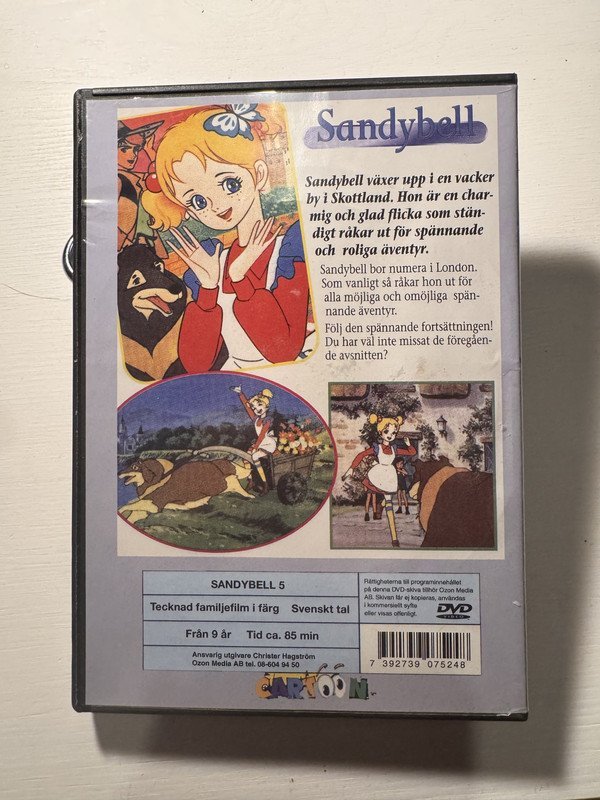 Sandybell
Sandybell växer upp i en vacker
by i Skottland. Hon är en char-
mig och glad flicka som stän-
digt råkar ut för spännande
och roliga äventyr.
Sandybell bor numera i London.
Som vanligt så råkar hon ut för
alla möjliga och omöjliga spän-
nande äventyr.
Följ den spännande fortsättningen!
Du har väl inte missat de föregåen-
de avsnitten?
SANDYBELL 5
Tecknad familjefilm i färg Svenskt tal
Från 9 år Tid ca. 85 min
Ansvarig utgivare Christer Hagström
Ozon Media AB tel. 08-604 94 50
Rättigheterna till programinnehållet
på denna DVD-skiva tillhör Ozon Media
AB. Skivan får ej kopieras, användas
i kommersiellt syfte
eller visas offentligt.
DVD
VIDEO
7 392739 075248
CARTOON